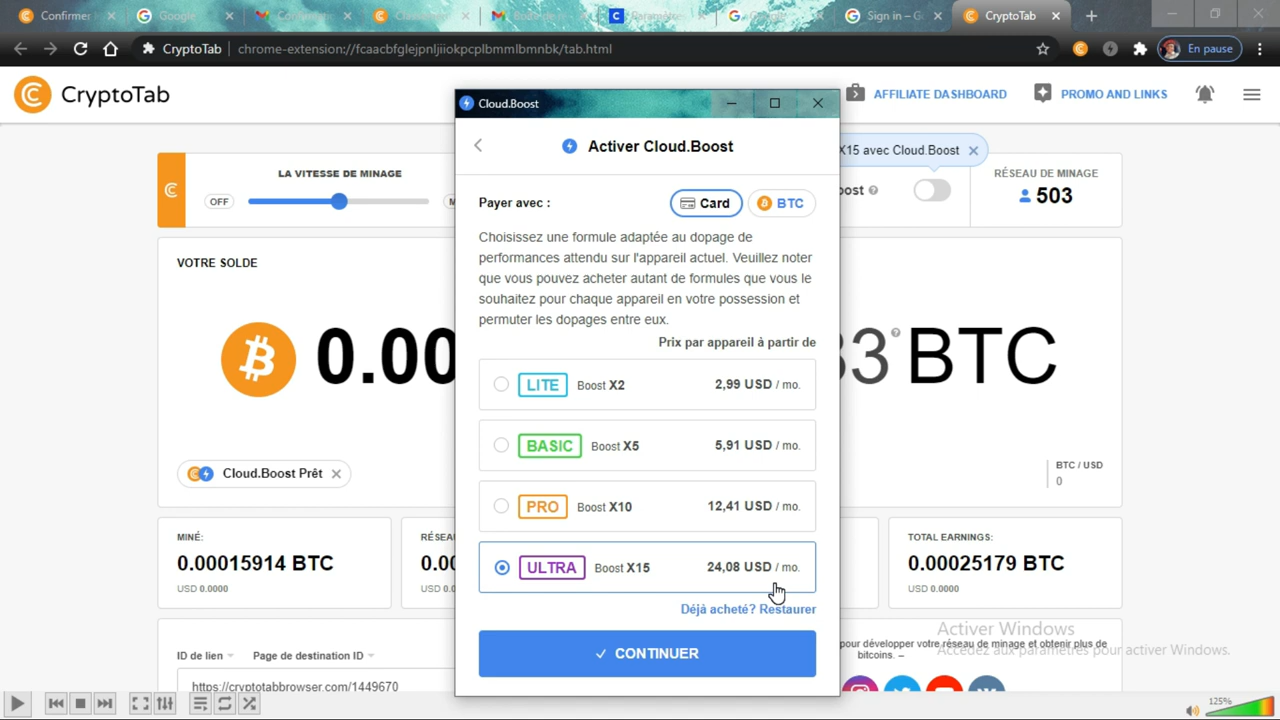 Confirmer
Google
CryptoTab
Sign in – G
CryptoTab
chrome-extension://fcaacbfglejpnljiiokpcplbmmlbmnbk/tab.html
En pause
CryptoTab
AFFILIATE DASHBOARD
PROMO AND LINKS
Cloud.Boost
Activer Cloud.Boost
X15 avec Cloud.Boost
LA VITESSE DE MINAGE
OFF
M
ost
RÉSEAU DE MINAGE
503
Payer avec :
Card
BTC
Choisissez une formule adaptée au dopage de
performances attendu sur l'appareil actuel. Veuillez noter
que vous pouvez acheter autant de formules que vous le
souhaitez pour chaque appareil en votre possession et
permuter les dopages entre eux.
Prix par appareil à partir de
LITE Boost X2 2,99 USD / mo.
BASIC Boost X5 5,91 USD / mo.
PRO Boost X10 12,41 USD / mo.
ULTRA Boost X15 24,08 USD / mo.
Déjà acheté? Restaurer
CONTINUER
VOTRE SOLDE
0.00
3 BTC
Cloud.Boost Prêt
BTC / USD
0
MINÉ:
0.00015914 BTC
USD 0.0000
RÉSEA
0.0
USD 0.0
TOTAL EARNINGS:
0.00025179 BTC
USD 0.0000
Activer Windows
Accédez aux paramètres pour activer Windows.
ID de lien
Page de destination ID
https://cryptotabbrowser.com/1449670
pour développer votre réseau de minage et obtenir plus de
bitcoins. –
125%